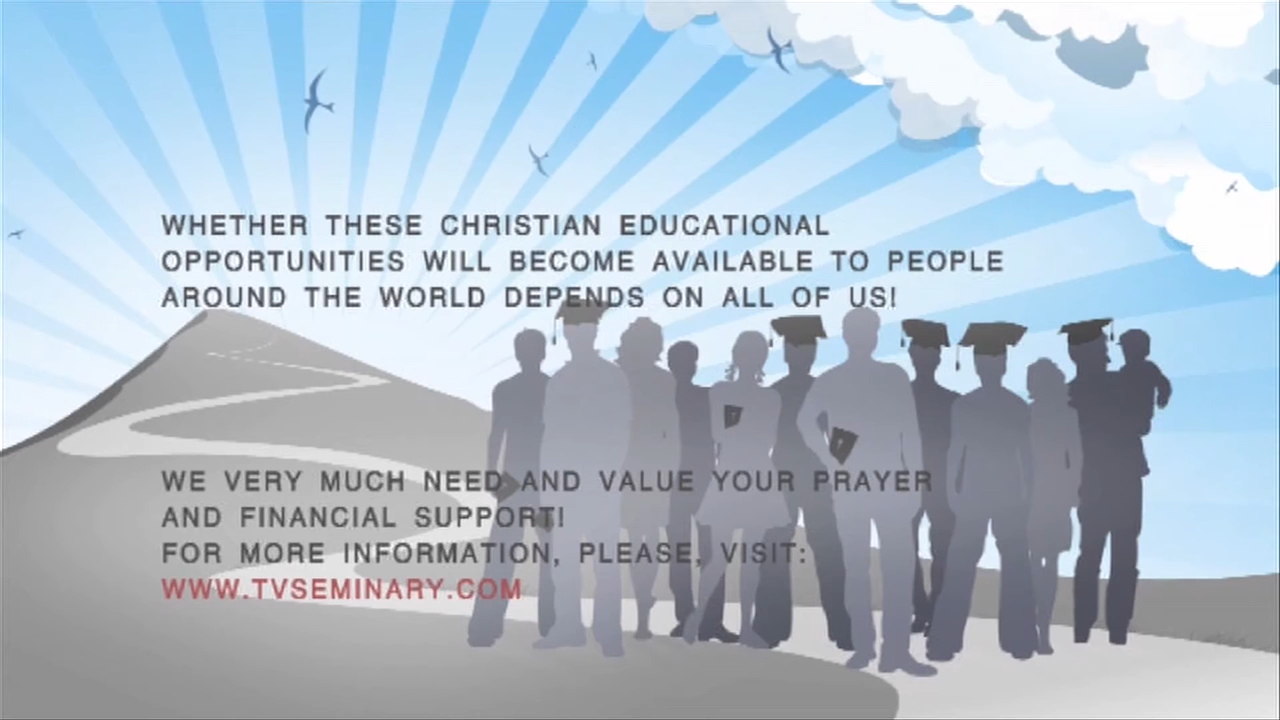 WHETHER THESE CHRISTIAN EDUCATIONAL
OPPORTUNITIES WILL BECOME AVAILABLE TO PEOPLE
AROUND THE WORLD DEPENDS ON ALL OF US!
WE VERY MUCH NEED AND VALUE YOUR PRAYER
AND FINANCIAL SUPPORT!
FOR MORE INFORMATION, PLEASE, VISIT:
WWW.TVSEMINARY.COM